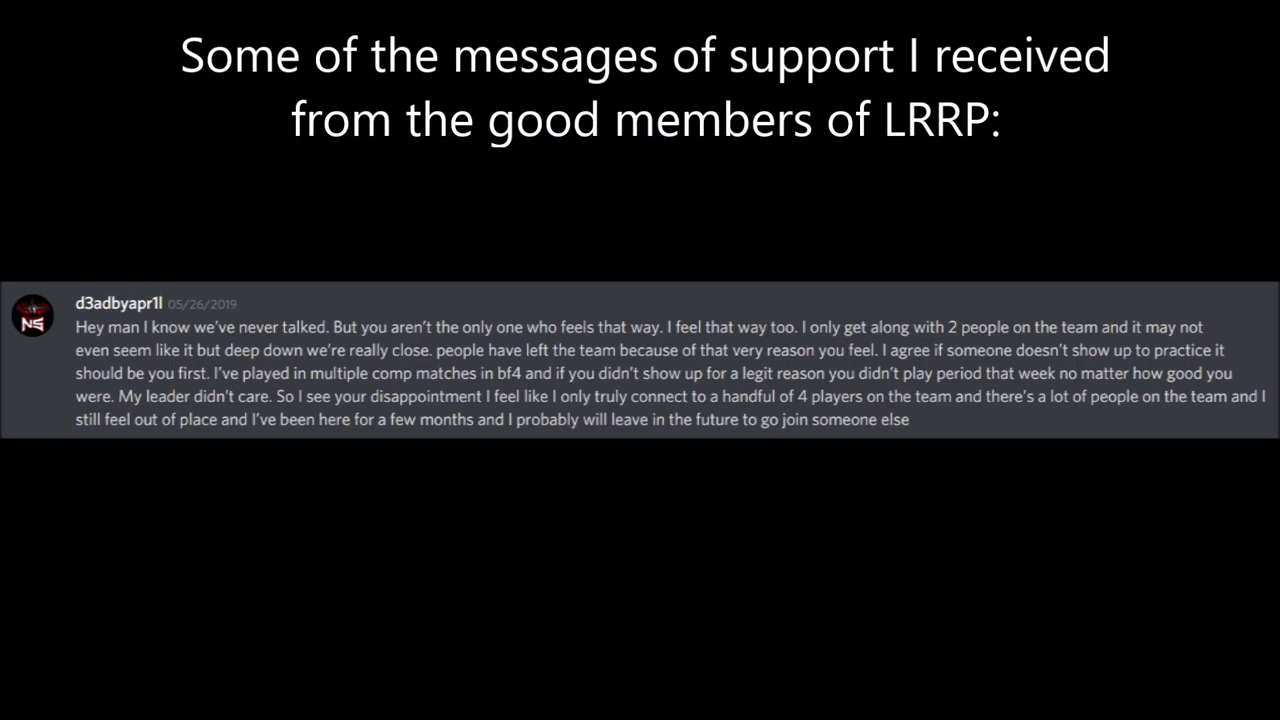 Some of the messages of support I received
from the good members of LRRP:
d3adbyapr1l 05/26/2019
NS
Hey man I know we've never talked. But you aren't the only one who feels that way. I feel that way too. I only get along with 2 people on the team and it may not
even seem like it but deep down we're really close. people have left the team because of that very reason you feel. I agree if someone doesn't show up to practice it
should be you first. I've played in multiple comp matches in bf4 and if you didn't show up for a legit reason you didn't play period that week no matter how good you
were. My leader didn't care. So I see your disappointment I feel like I only truly connect to a handful of 4 players on the team and there's a lot of people on the team and I
still feel out of place and I've been here for a few months and I probably will leave in the future to go join someone else